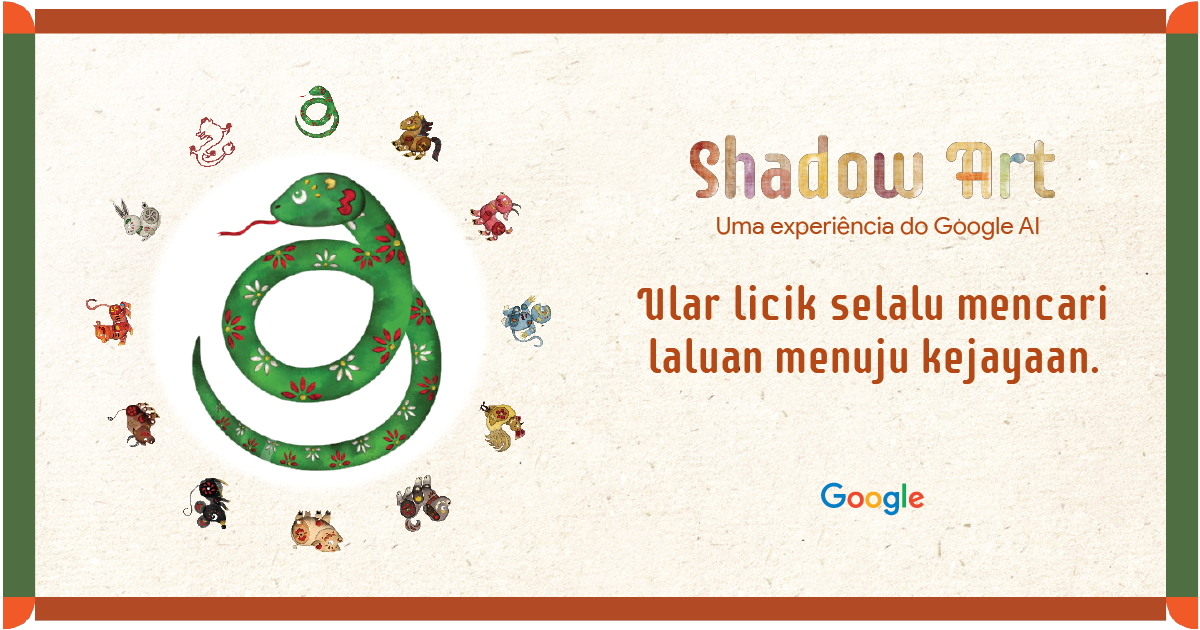 Shadow Art
Uma experiência do Google AI
Ular licik selalu mencari
laluan menuju kejayaan.
Google